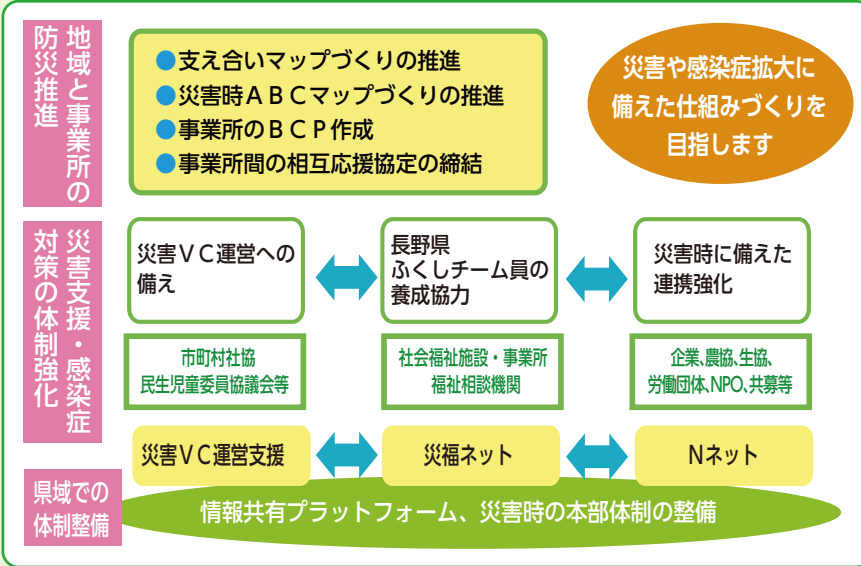 地域と事業所の
防災推進
●支え合いマップづくりの推進
●災害時ＡＢＣマップづくりの推進
●事業所のＢＣＰ作成
●事業所間の相互応援協定の締結
災害や感染症拡大に
備えた仕組みづくりを
目指します
災害支援・感染症
対策の体制強化
災害ＶＣ運営への
備え
長野県
ふくしチーム員の
養成協力
災害時に備えた
連携強化
市町村社協
民生児童委員協議会等
社会福祉施設・事業所
福祉相談機関
企業、農協、生協、
労働団体、NPO、共募等
災害ＶＣ運営支援
災福ネット
Ｎネット
県域での
体制整備
情報共有プラットフォーム、災害時の本部体制の整備